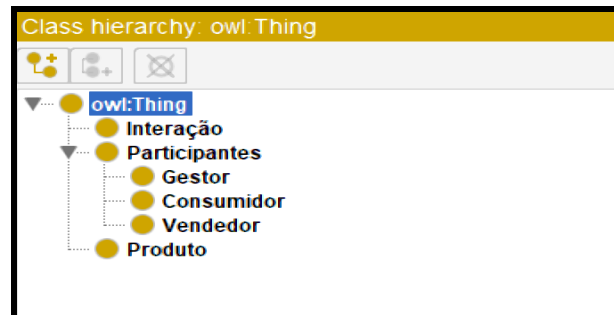 Class hierarchy: owl:Thing
owl:Thing
Interação
Participantes
Gestor
Consumidor
Vendedor
Produto